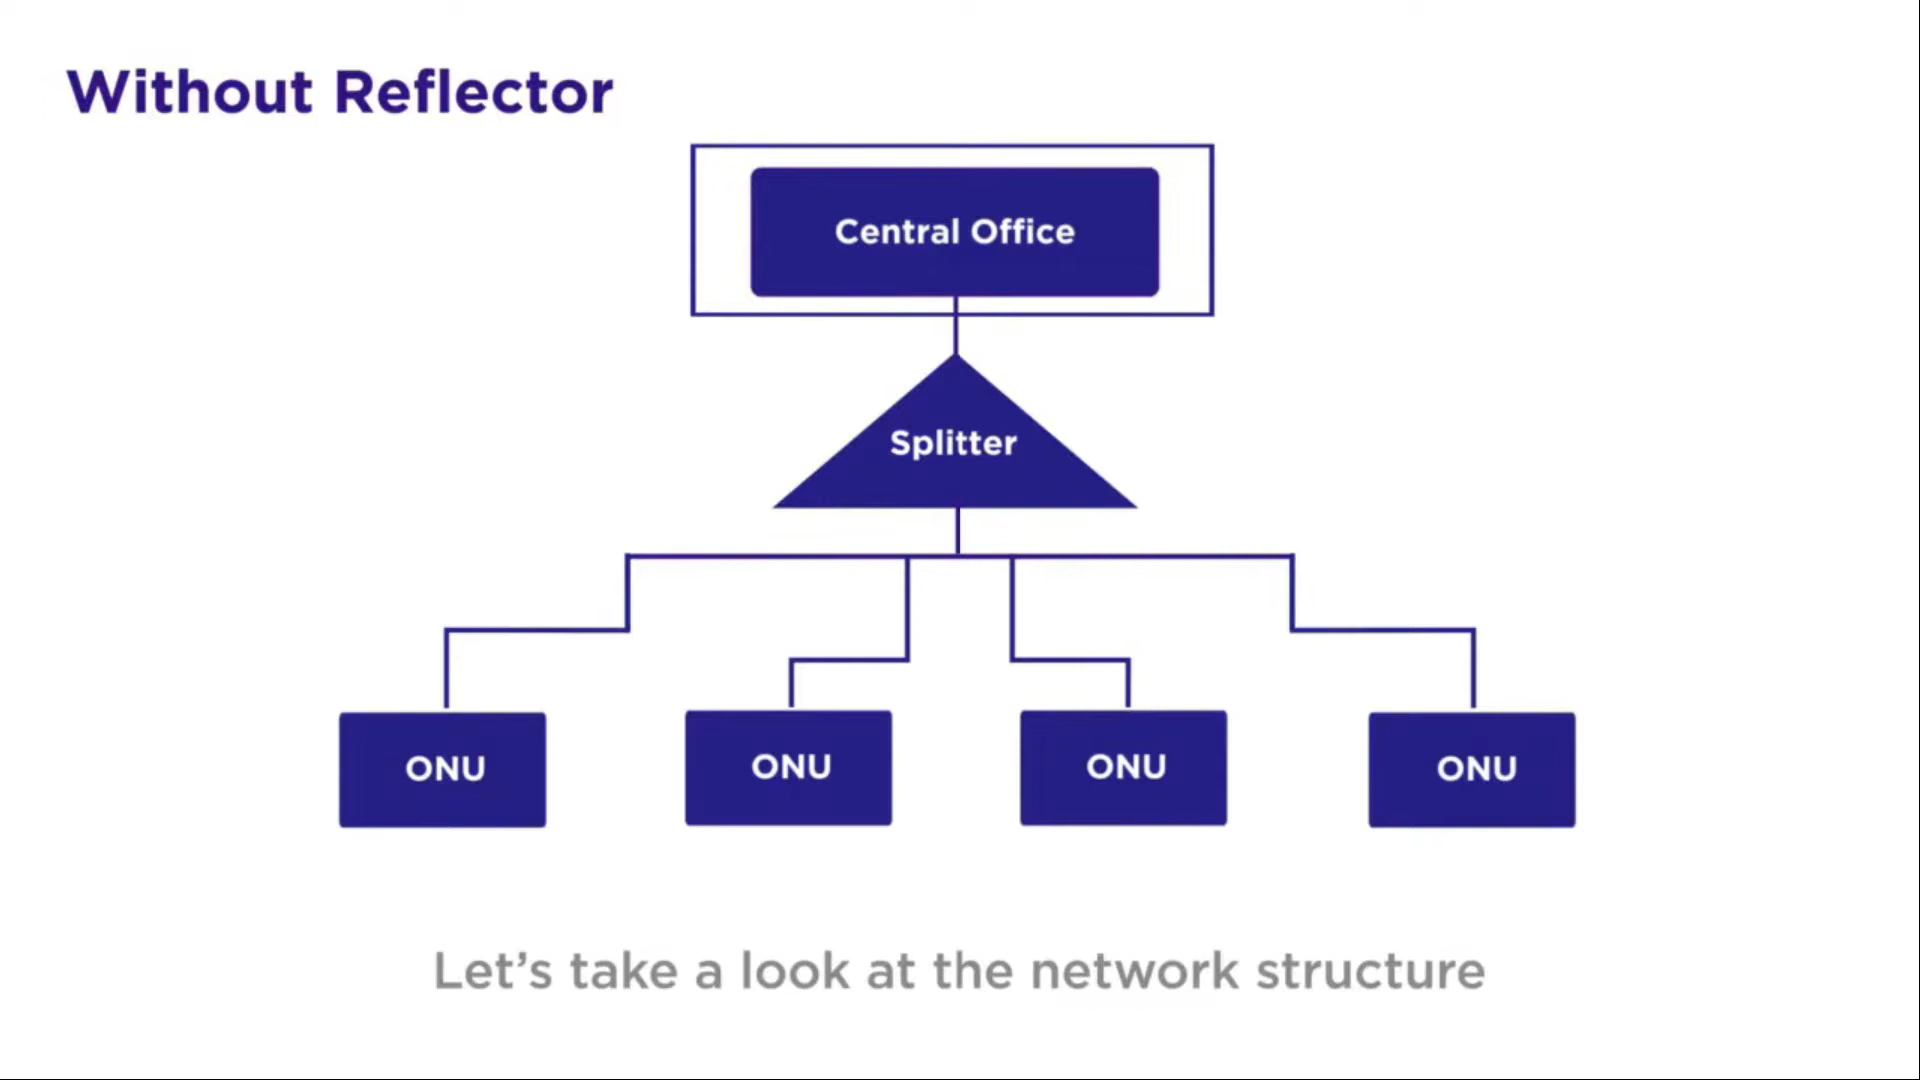 Without Reflector
Central Office
Splitter
ONU
ONU
ONU
ONU
Let’s take a look at the network structure